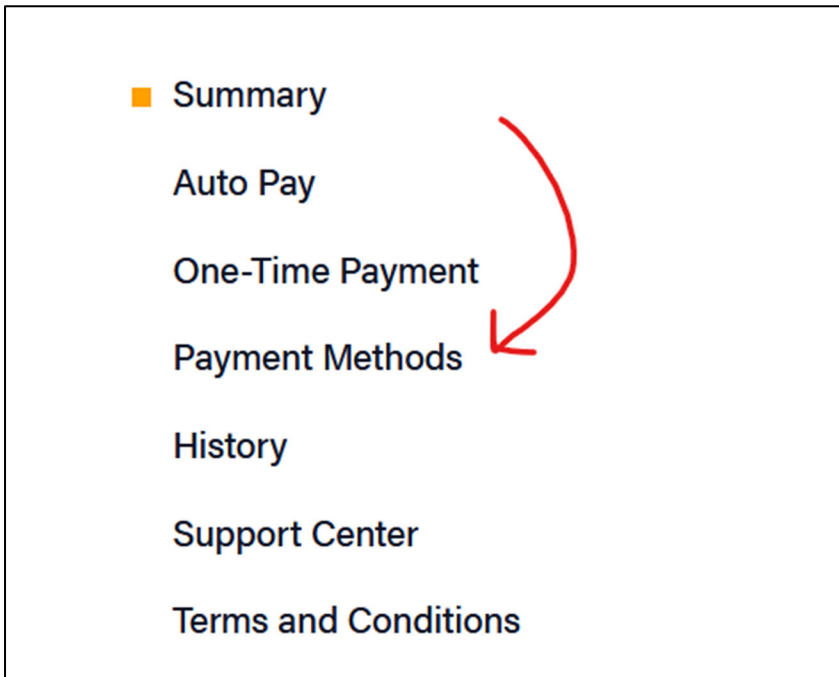 Summary
Auto Pay
One-Time Payment
Payment Methods
History
Support Center
Terms and Conditions